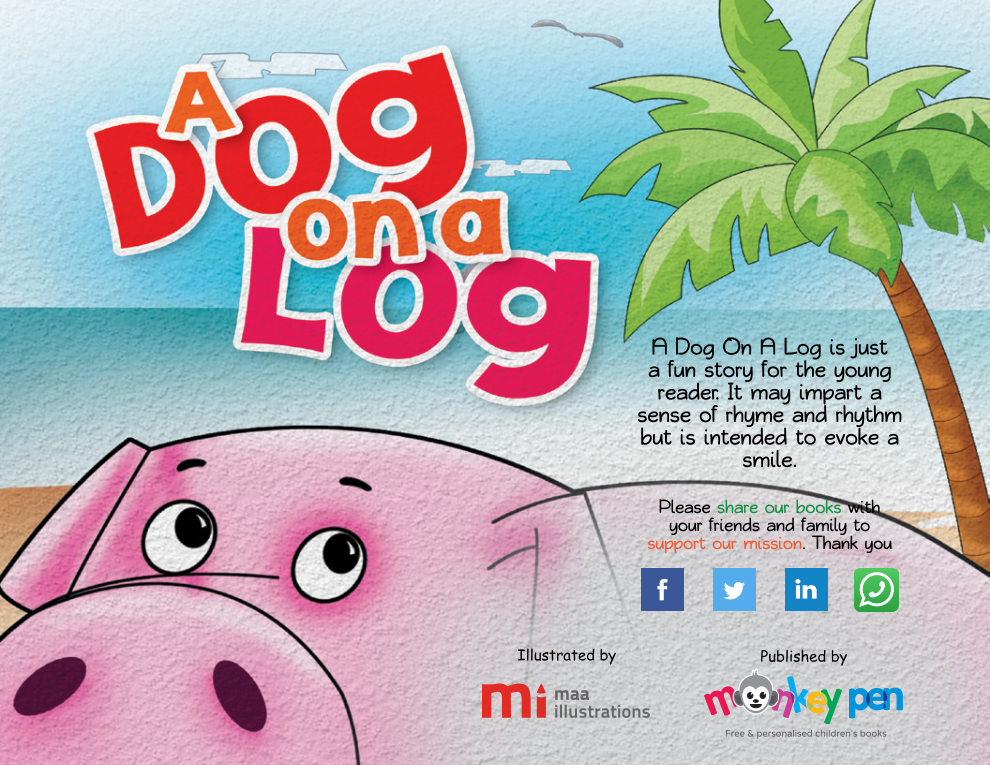 A
Dog
on a
Log
A Dog On A Log is just
a fun story for the young
reader. It may impart a
sense of rhyme and rhythm
but is intended to evoke a
smile.
Please share our books with
your friends and family to
support our mission. Thank you
f
in
Illustrated by
mi maa
illustrations
Published by
monkey pen
Free & personalised children's books